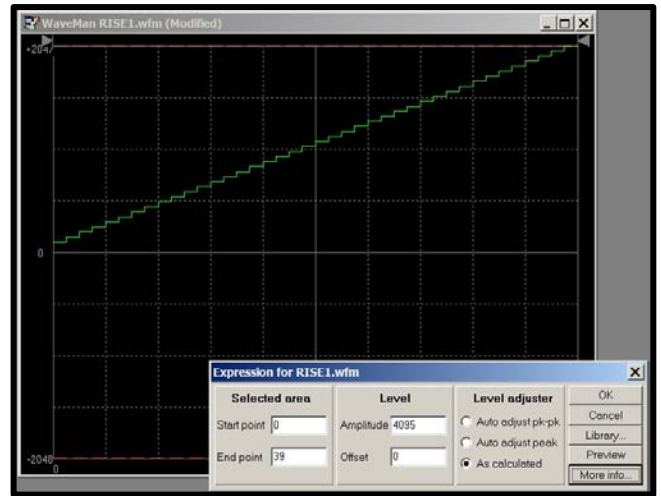 WaveMan RISE1.wfm (Modified)
+2047
0
-2048
0
Expression for RISE1.wfm
Selected area
Level
Level adjuster
OK
Start point 0
Amplitude 4095
Auto adjust pk-pk
Cancel
Auto adjust peak
Library...
End point 39
Offset 0
As calculated
Preview
More info...